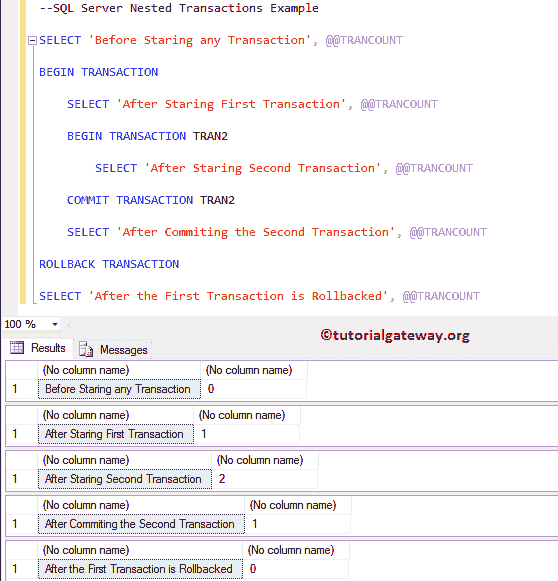 --SQL Server Nested Transactions Example
SELECT 'Before Staring any Transaction', @@TRANCOUNT
BEGIN TRANSACTION
SELECT 'After Staring First Transaction', @@TRANCOUNT
BEGIN TRANSACTION TRAN2
SELECT 'After Staring Second Transaction', @@TRANCOUNT
COMMIT TRANSACTION TRAN2
SELECT 'After Commiting the Second Transaction', @@TRANCOUNT
ROLLBACK TRANSACTION
SELECT 'After the First Transaction is Rollbacked', @@TRANCOUNT
100 %
©tutorialgateway.org
Results Messages
(No column name) (No column name)
1 Before Staring any Transaction 0
(No column name) (No column name)
1 After Staring First Transaction 1
(No column name) (No column name)
1 After Staring Second Transaction 2
(No column name) (No column name)
1 After Commiting the Second Transaction 1
(No column name) (No column name)
1 After the First Transaction is Rollbacked 0